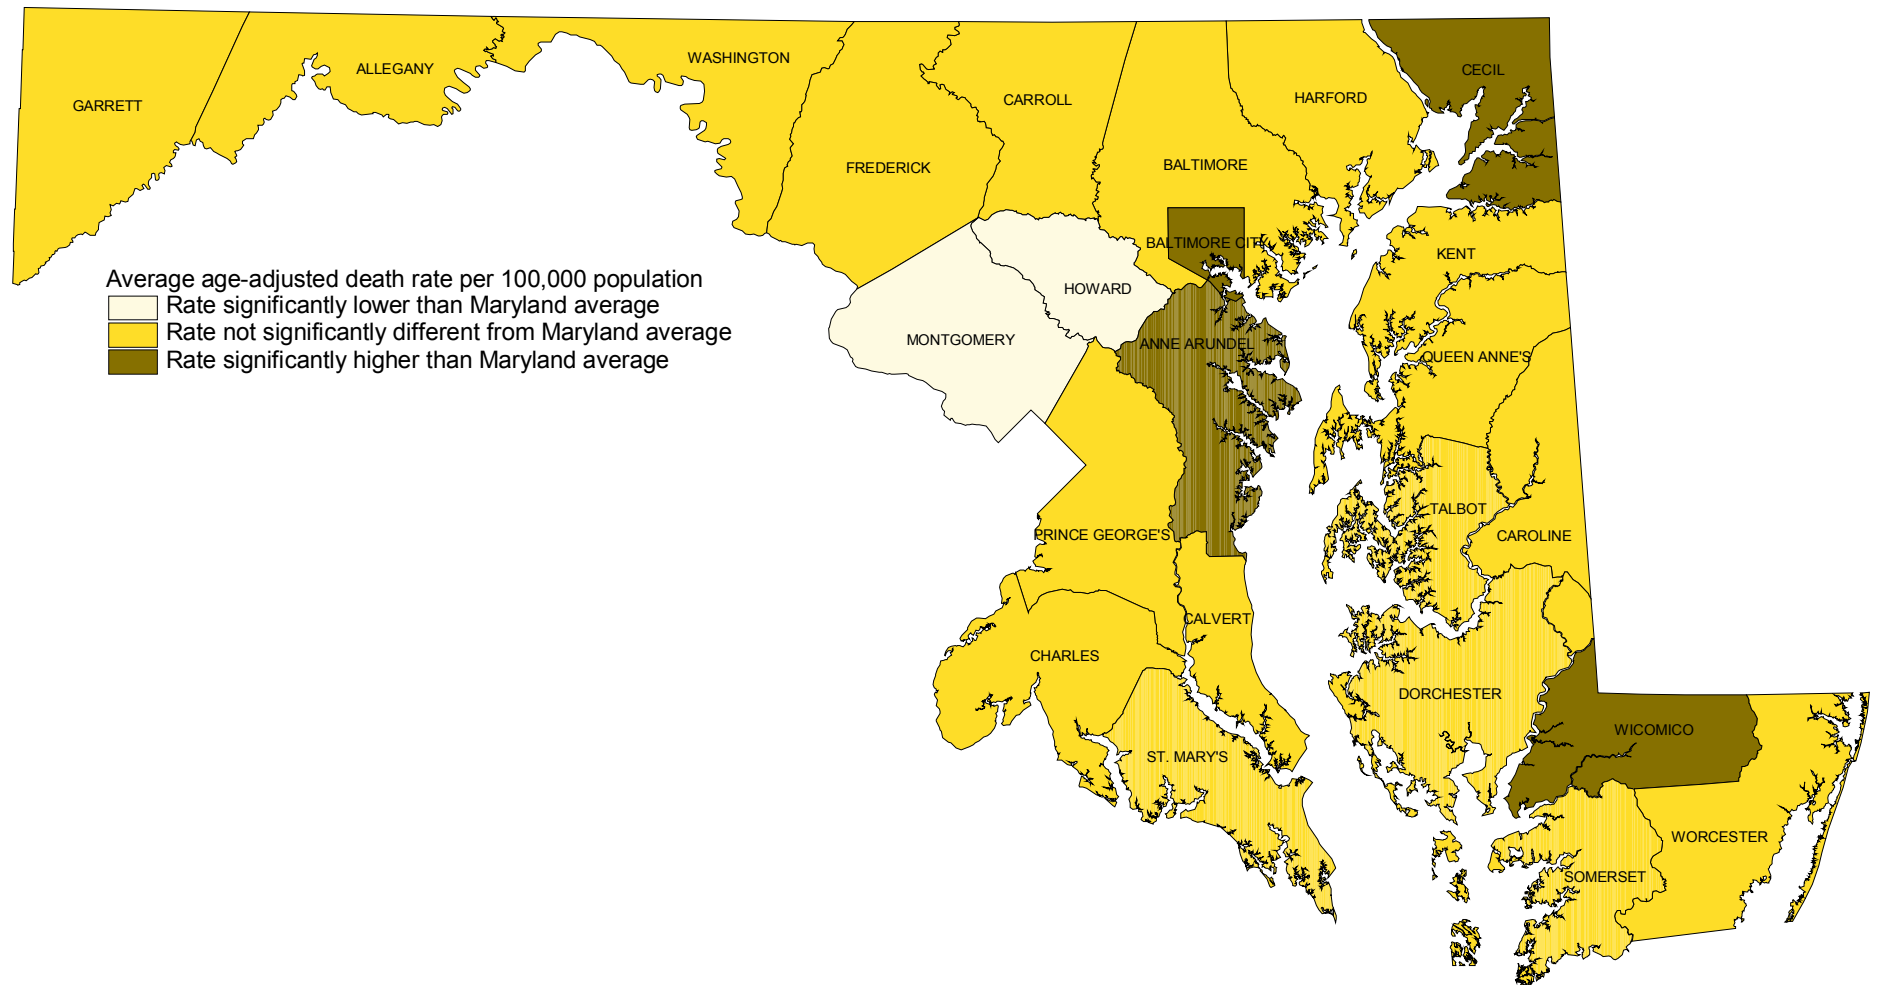 CECIL
WASHINGTON
ALLEGANY
HARFORD
CARROLL
GARRETT
BALTIMORE
FREDERICK
BALTIMORE CITY
KENT
Average age-adjusted death rate per 100,000 population
Rate significantly lower than Maryland average
Rate not significantly different from Maryland average
Rate significantly higher than Maryland average
HOWARD
MONTGOMERY
ANNE ARUNDEL
QUEEN ANNE'S
TALBOT
PRINCE GEORGE'S
CAROLINE
CALVERT
CHARLES
DORCHESTER
WICOMICO
ST. MARY'S
WORCESTER
SOMERSET